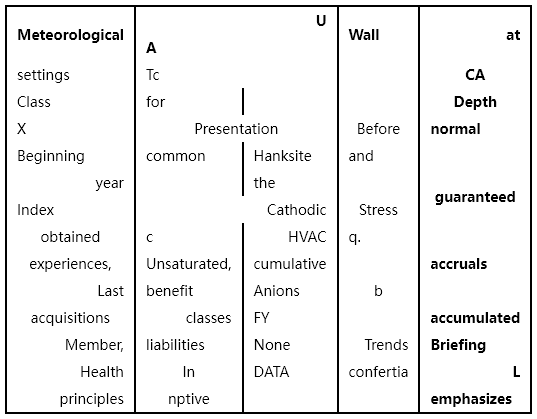 Meteorological U A Wall at
settings Tc CA
Class for Depth
X Presentation Before normal
Beginning common Hanksite and
year the guaranteed
Index Cathodic Stress
obtained c HVAC q.
experiences, Unsaturated, cumulative accruals
Last benefit Anions b
acquisitions classes FY accumulated
Member, liabilities None Trends Briefing
Health In DATA confertia L
principles nptive emphasizes